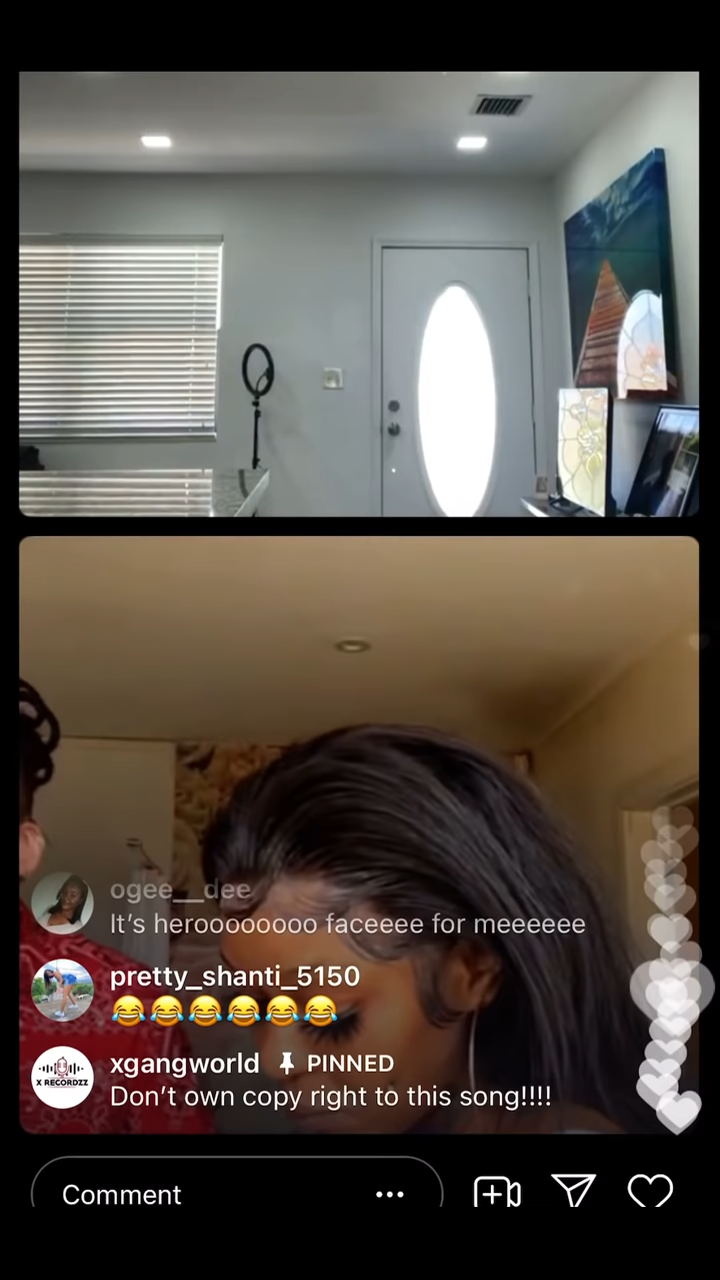 ogee__dee
It’s heroooooooo faceeee for meeeeee
pretty_shanti_5150
😂😂😂😂😂😂
X RECORDZZ
xgangworld PINNED
Don’t own copy right to this song!!!!
Comment